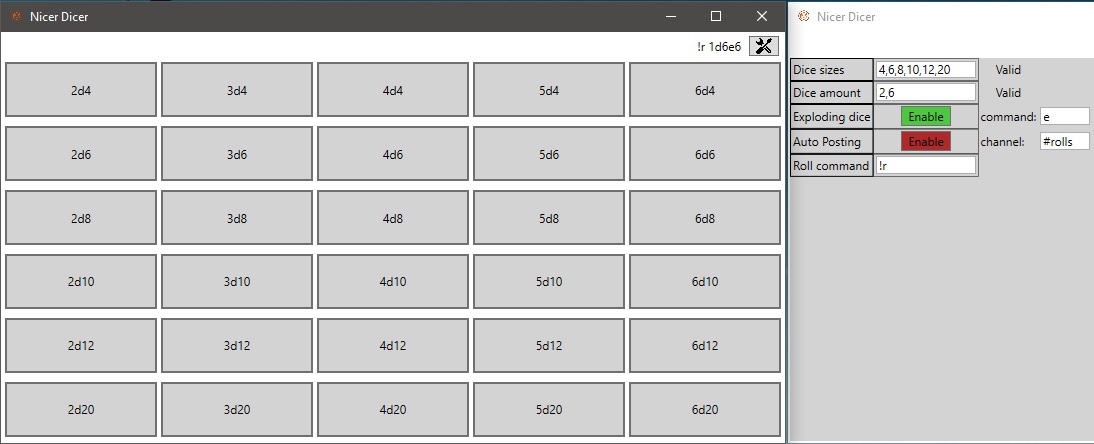 Nicer Dicer
!r 1d6e6
2d4 3d4 4d4 5d4 6d4
2d6 3d6 4d6 5d6 6d6
2d8 3d8 4d8 5d8 6d8
2d10 3d10 4d10 5d10 6d10
2d12 3d12 4d12 5d12 6d12
2d20 3d20 4d20 5d20 6d20
Nicer Dicer
Dice sizes 4,6,8,10,12,20 Valid
Dice amount 2,6 Valid
Exploding dice Enable command: e
Auto Posting Enable channel: #rolls
Roll command !r